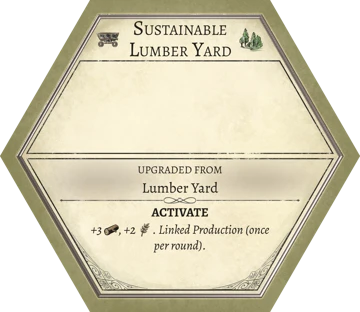 Sustainable
Lumber Yard
UPGRADED FROM
Lumber Yard
ACTIVATE
+3 , +2 . Linked Production (once
per round).